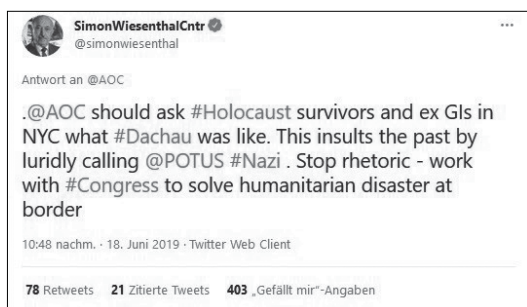 SimonWiesenthalCntr
@simonwiesenthal
Antwort an @AOC
.@AOC should ask #Holocaust survivors and ex GIs in
NYC what #Dachau was like. This insults the past by
luridly calling @POTUS #Nazi . Stop rhetoric - work
with #Congress to solve humanitarian disaster at
border
10:48 nachm. · 18. Juni 2019 · Twitter Web Client
78 Retweets 21 Zitierte Tweets 403 „Gefällt mir“-Angaben